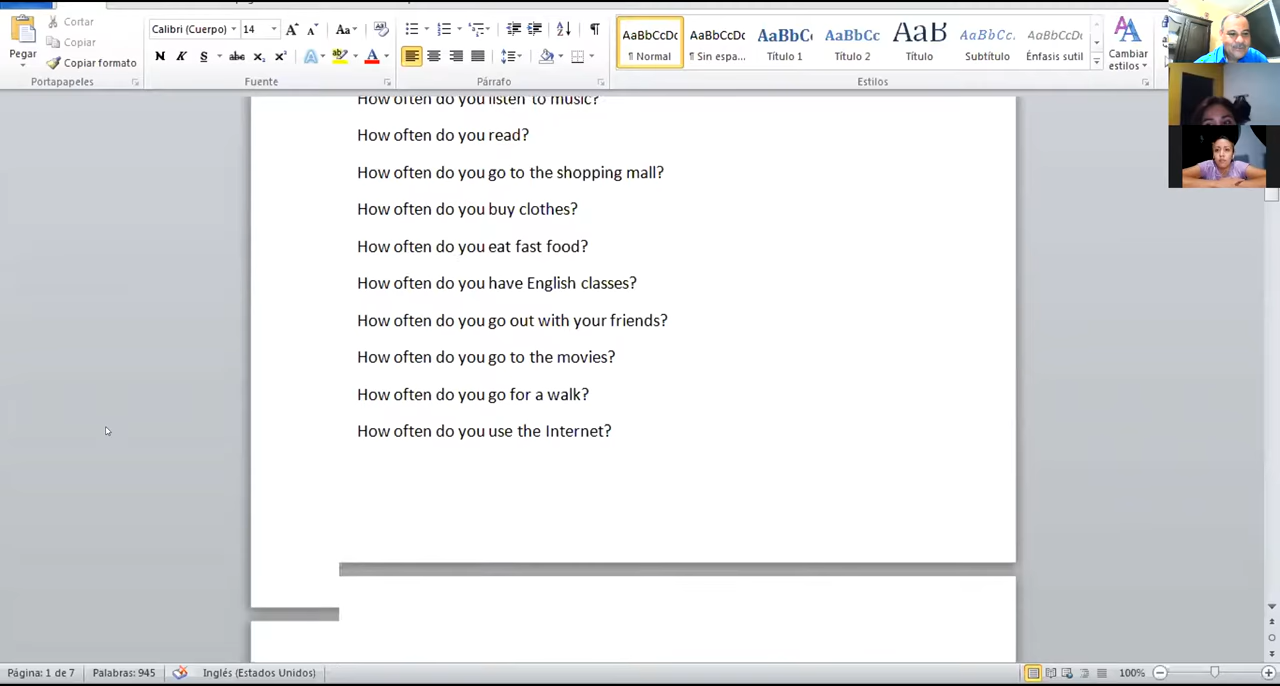 Cortar
Copiar
Pegar
Copiar formato
Portapapeles
Calibri (Cuerpo)
14
Aa
N K S abc x₂ x²
Fuente
Párrafo
AaBbCcDc
¶ Normal
AaBbCcDc
¶ Sin espa...
AaBbC
Título 1
AaBbCc
Título 2
AaB
Título
AaBbCc.
Subtítulo
AaBbCcDc
Énfasis sutil
Cambiar
estilos
Estilos
How often do you listen to music?
How often do you read?
How often do you go to the shopping mall?
How often do you buy clothes?
How often do you eat fast food?
How often do you have English classes?
How often do you go out with your friends?
How often do you go to the movies?
How often do you go for a walk?
How often do you use the Internet?
Página: 1 de 7
Palabras: 945
Inglés (Estados Unidos)
100%